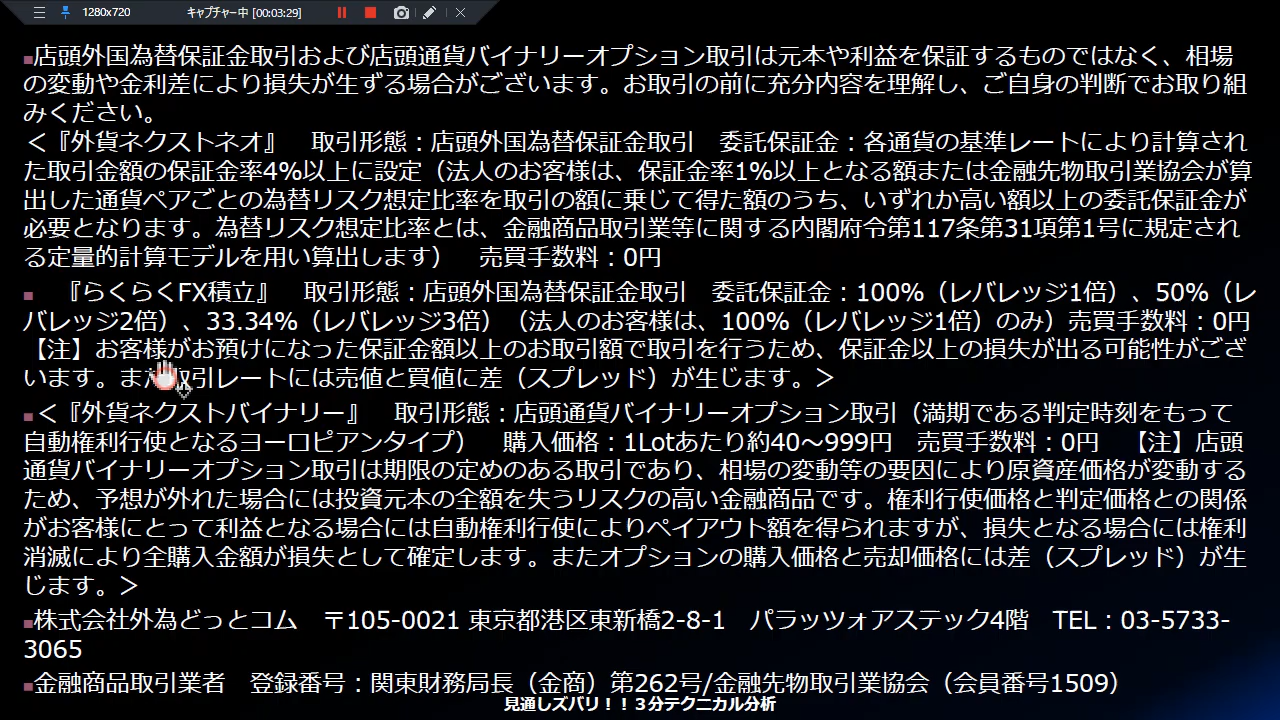 1280x720 キャプチャー中 [00:03:29]
■店頭外国為替保証金取引および店頭通貨バイナリーオプション取引は元本や利益を保証するものではなく、相場
の変動や金利差により損失が生ずる場合がございます。お取引の前に充分内容を理解し、ご自身の判断でお取り組
みください。
＜『外貨ネクストネオ』　取引形態：店頭外国為替保証金取引　委託保証金：各通貨の基準レートにより計算され
た取引金額の保証金率4%以上に設定（法人のお客様は、保証金率1%以上となる額または金融先物取引業協会が算
出した通貨ペアごとの為替リスク想定比率を取引の額に乗じて得た額のうち、いずれか高い額以上の委託保証金が
必要となります。為替リスク想定比率とは、金融商品取引業等に関する内閣府令第117条第31項第1号に規定され
る定量的計算モデルを用い算出します）　売買手数料：0円
■　『らくらくFX積立』　取引形態：店頭外国為替保証金取引　委託保証金：100%（レバレッジ1倍）、50%（レ
バレッジ2倍）、33.34%（レバレッジ3倍）（法人のお客様は、100%（レバレッジ1倍）のみ）売買手数料：0円
【注】お客様がお預けになった保証金額以上のお取引額で取引を行うため、保証金以上の損失が出る可能性がござ
います。また取引レートには売値と買値に差（スプレッド）が生じます。＞
■＜『外貨ネクストバイナリー』　取引形態：店頭通貨バイナリーオプション取引（満期である判定時刻をもって
自動権利行使となるヨーロピアンタイプ）　購入価格：1Lotあたり約40～999円　売買手数料：0円　【注】店頭
通貨バイナリーオプション取引は期限の定めのある取引であり、相場の変動等の要因により原資産価格が変動する
ため、予想が外れた場合には投資元本の全額を失うリスクの高い金融商品です。権利行使価格と判定価格との関係
がお客様にとって利益となる場合には自動権利行使によりペイアウト額を得られますが、損失となる場合には権利
消滅により全購入金額が損失として確定します。またオプションの購入価格と売却価格には差（スプレッド）が生
じます。＞
■株式会社外為どっとコム　〒105-0021 東京都港区東新橋2-8-1　パラッツォアステック4階　TEL：03-5733-
3065
■金融商品取引業者　登録番号：関東財務局長（金商）第262号/金融先物取引業協会（会員番号1509）
見通しズバリ！！３分テクニカル分析